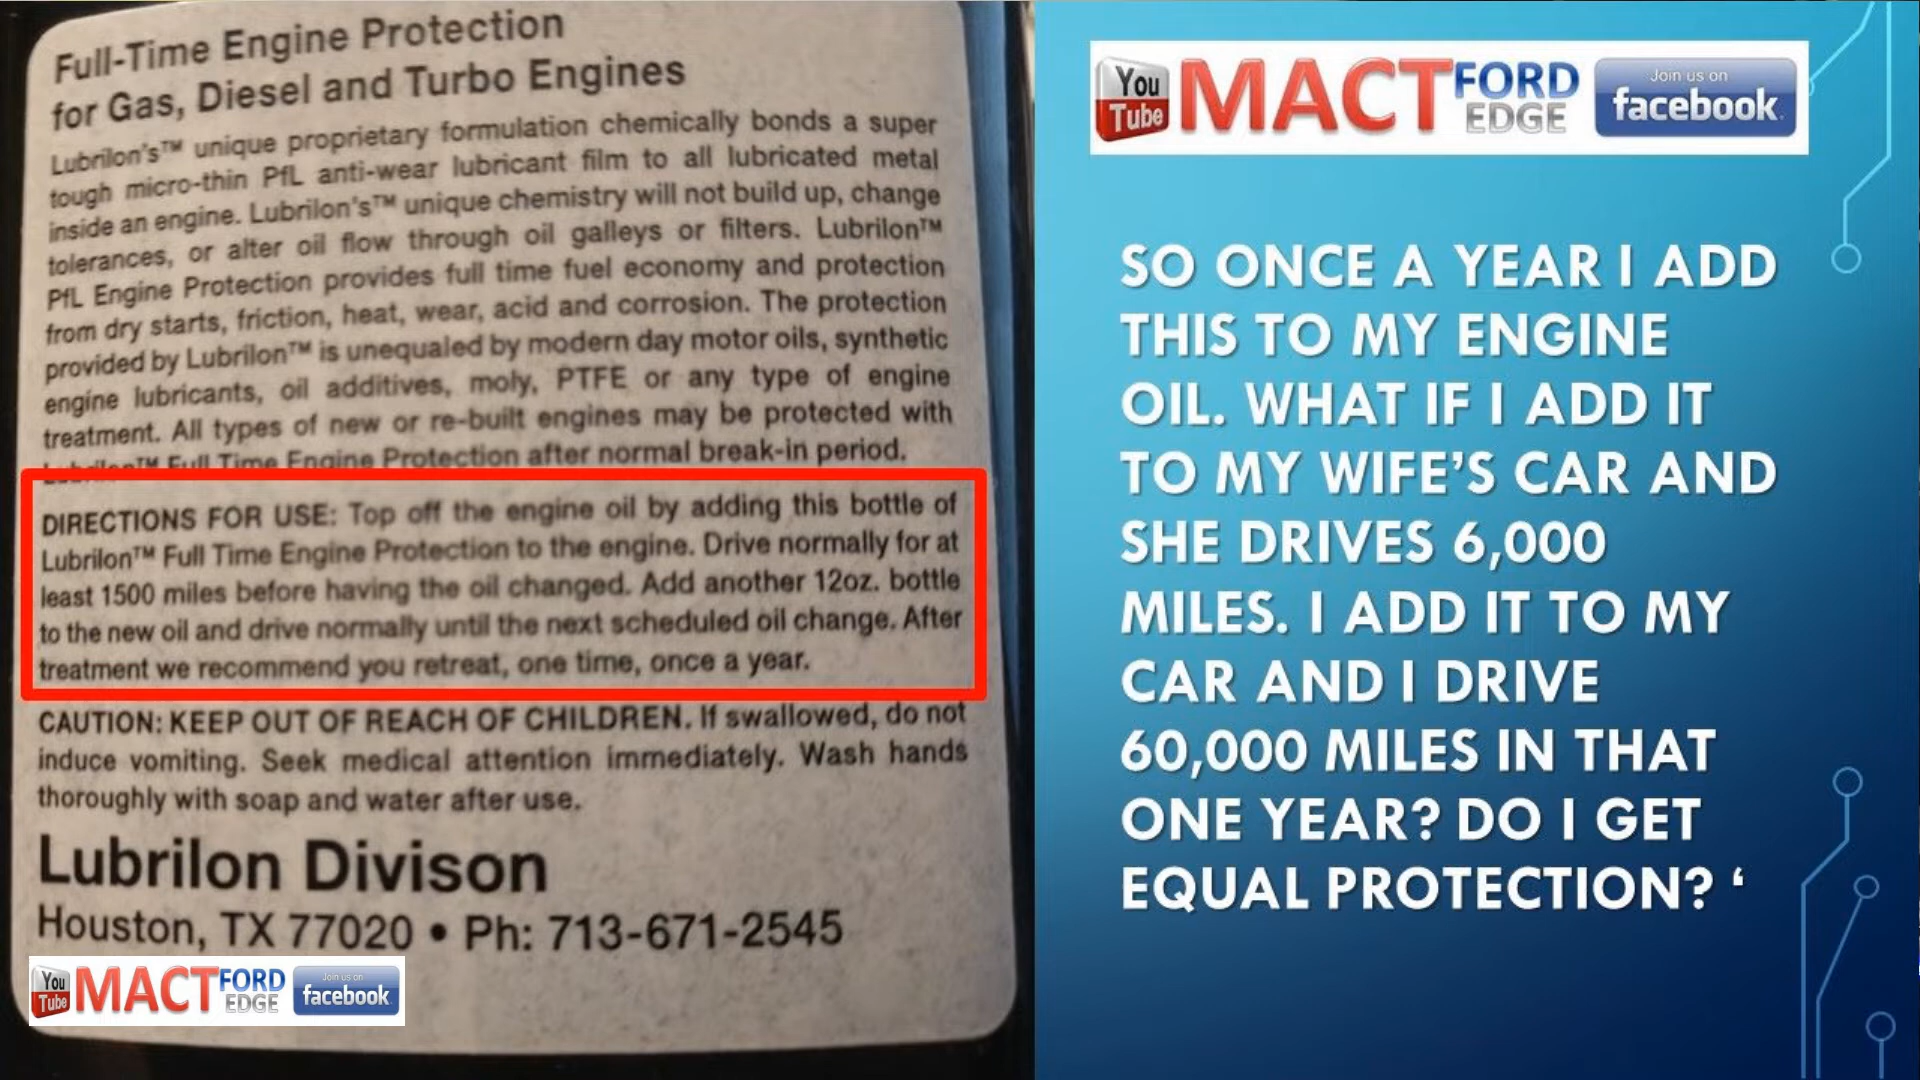 Full-Time Engine Protection
for Gas, Diesel and Turbo Engines
Lubrilon's™ unique proprietary formulation chemically bonds a super
tough micro-thin PfL anti-wear lubricant film to all lubricated metal
inside an engine. Lubrilon's™ unique chemistry will not build up, change
tolerances, or alter oil flow through oil galleys or filters. Lubrilon™
PfL Engine Protection provides full time fuel economy and protection
from dry starts, friction, heat, wear, acid and corrosion. The protection
provided by Lubrilon™ is unequaled by modern day motor oils, synthetic
engine lubricants, oil additives, moly, PTFE or any type of engine
treatment. All types of new or re-built engines may be protected with
Lubrilon™ Full Time Engine Protection after normal break-in period.
DIRECTIONS FOR USE: Top off the engine oil by adding this bottle of
Lubrilon™ Full Time Engine Protection to the engine. Drive normally for at
least 1500 miles before having the oil changed. Add another 12oz. bottle
to the new oil and drive normally until the next scheduled oil change. After
treatment we recommend you retreat, one time, once a year.
CAUTION: KEEP OUT OF REACH OF CHILDREN. If swallowed, do not
induce vomiting. Seek medical attention immediately. Wash hands
thoroughly with soap and water after use.
Lubrilon Divison
Houston, TX 77020 • Ph: 713-671-2545
You Tube MACT FORD EDGE Join us on facebook
You Tube MACT FORD EDGE Join us on facebook
SO ONCE A YEAR I ADD
THIS TO MY ENGINE
OIL. WHAT IF I ADD IT
TO MY WIFE'S CAR AND
SHE DRIVES 6,000
MILES. I ADD IT TO MY
CAR AND I DRIVE
60,000 MILES IN THAT
ONE YEAR? DO I GET
EQUAL PROTECTION? ‘